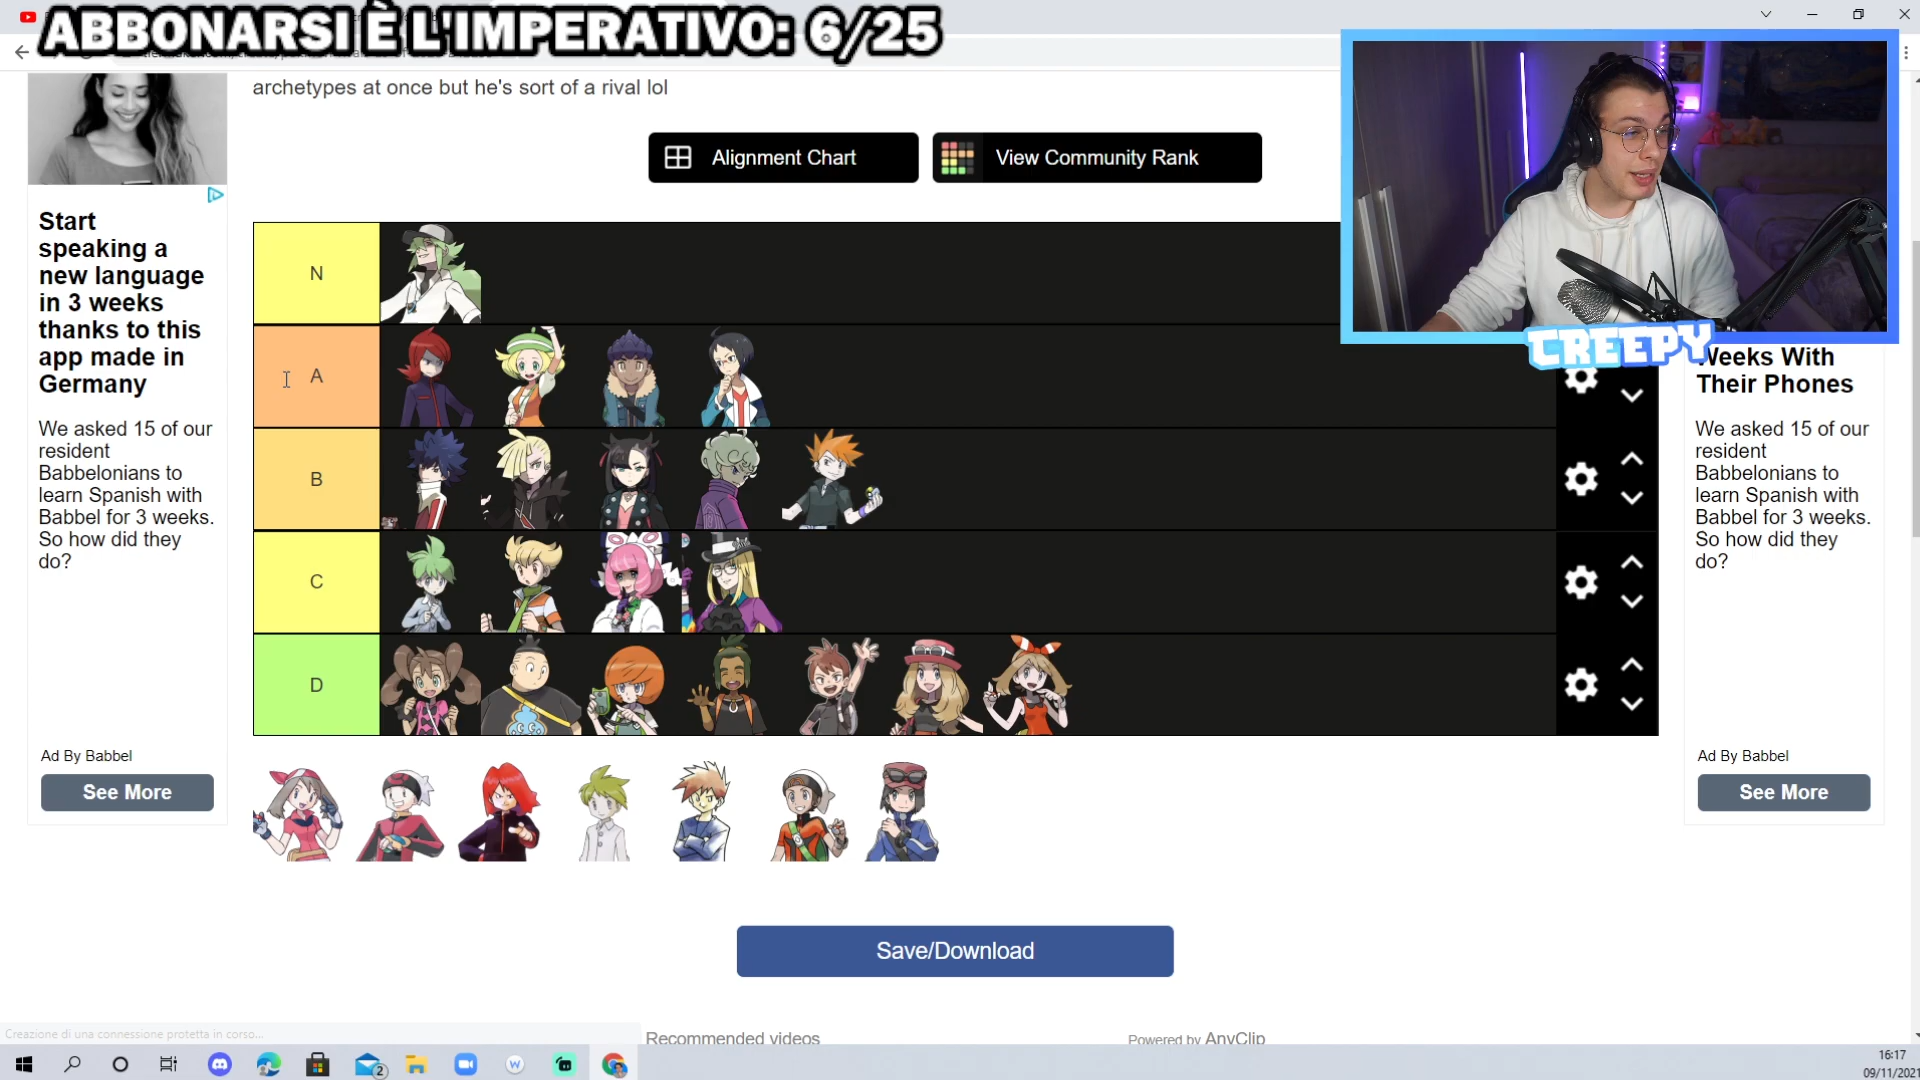 ABBONARSI È L'IMPERATIVO: 6/25
archetypes at once but he's sort of a rival lol
Alignment Chart
View Community Rank
CREEPY
Start
speaking a
new language
in 3 weeks
thanks to this
app made in
Germany
We asked 15 of our
resident
Babbelonians to
learn Spanish with
Babbel for 3 weeks.
So how did they
do?
Ad By Babbel
See More
N
A
B
C
D
Weeks With
Their Phones
We asked 15 of our
resident
Babbelonians to
learn Spanish with
Babbel for 3 weeks.
So how did they
do?
Ad By Babbel
See More
Save/Download
Creazione di una connessione protetta in corso...
Recommended videos
Powered by AnyClip
2
16:17
09/11/2021